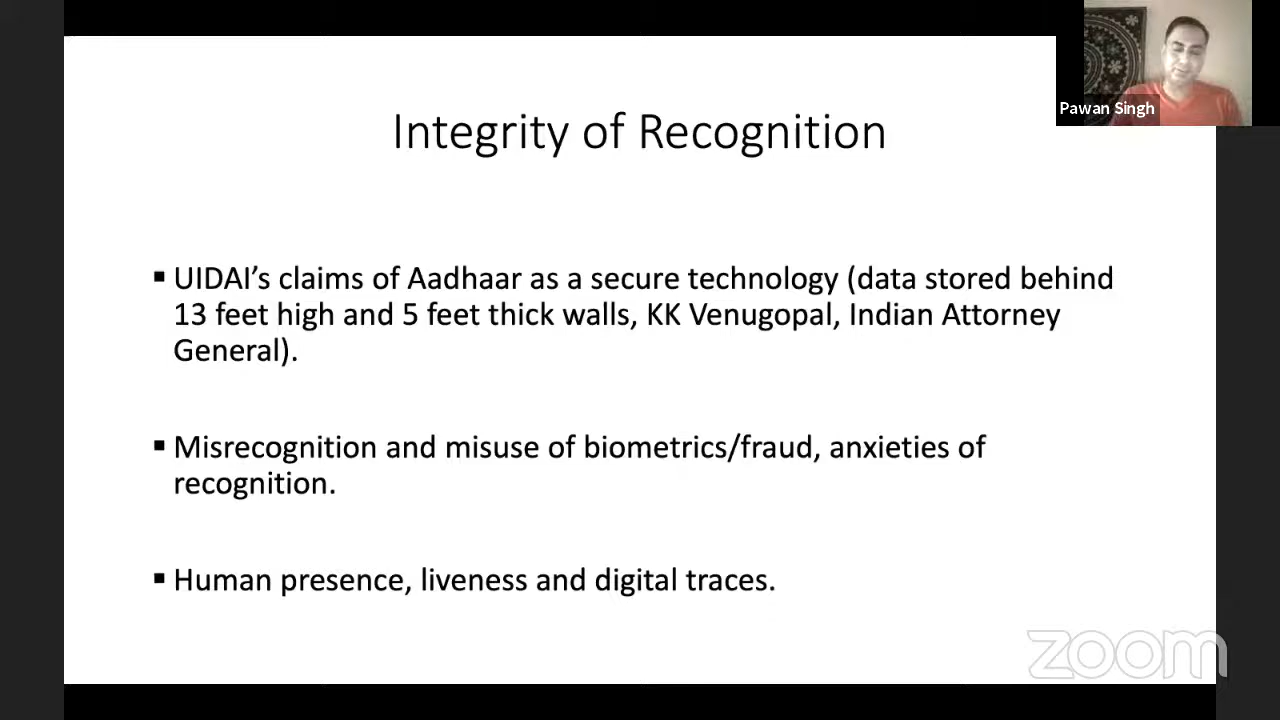 Pawan Singh
Integrity of Recognition
▪ UIDAI’s claims of Aadhaar as a secure technology (data stored behind
13 feet high and 5 feet thick walls, KK Venugopal, Indian Attorney
General).
▪ Misrecognition and misuse of biometrics/fraud, anxieties of
recognition.
▪ Human presence, liveness and digital traces.
zoom